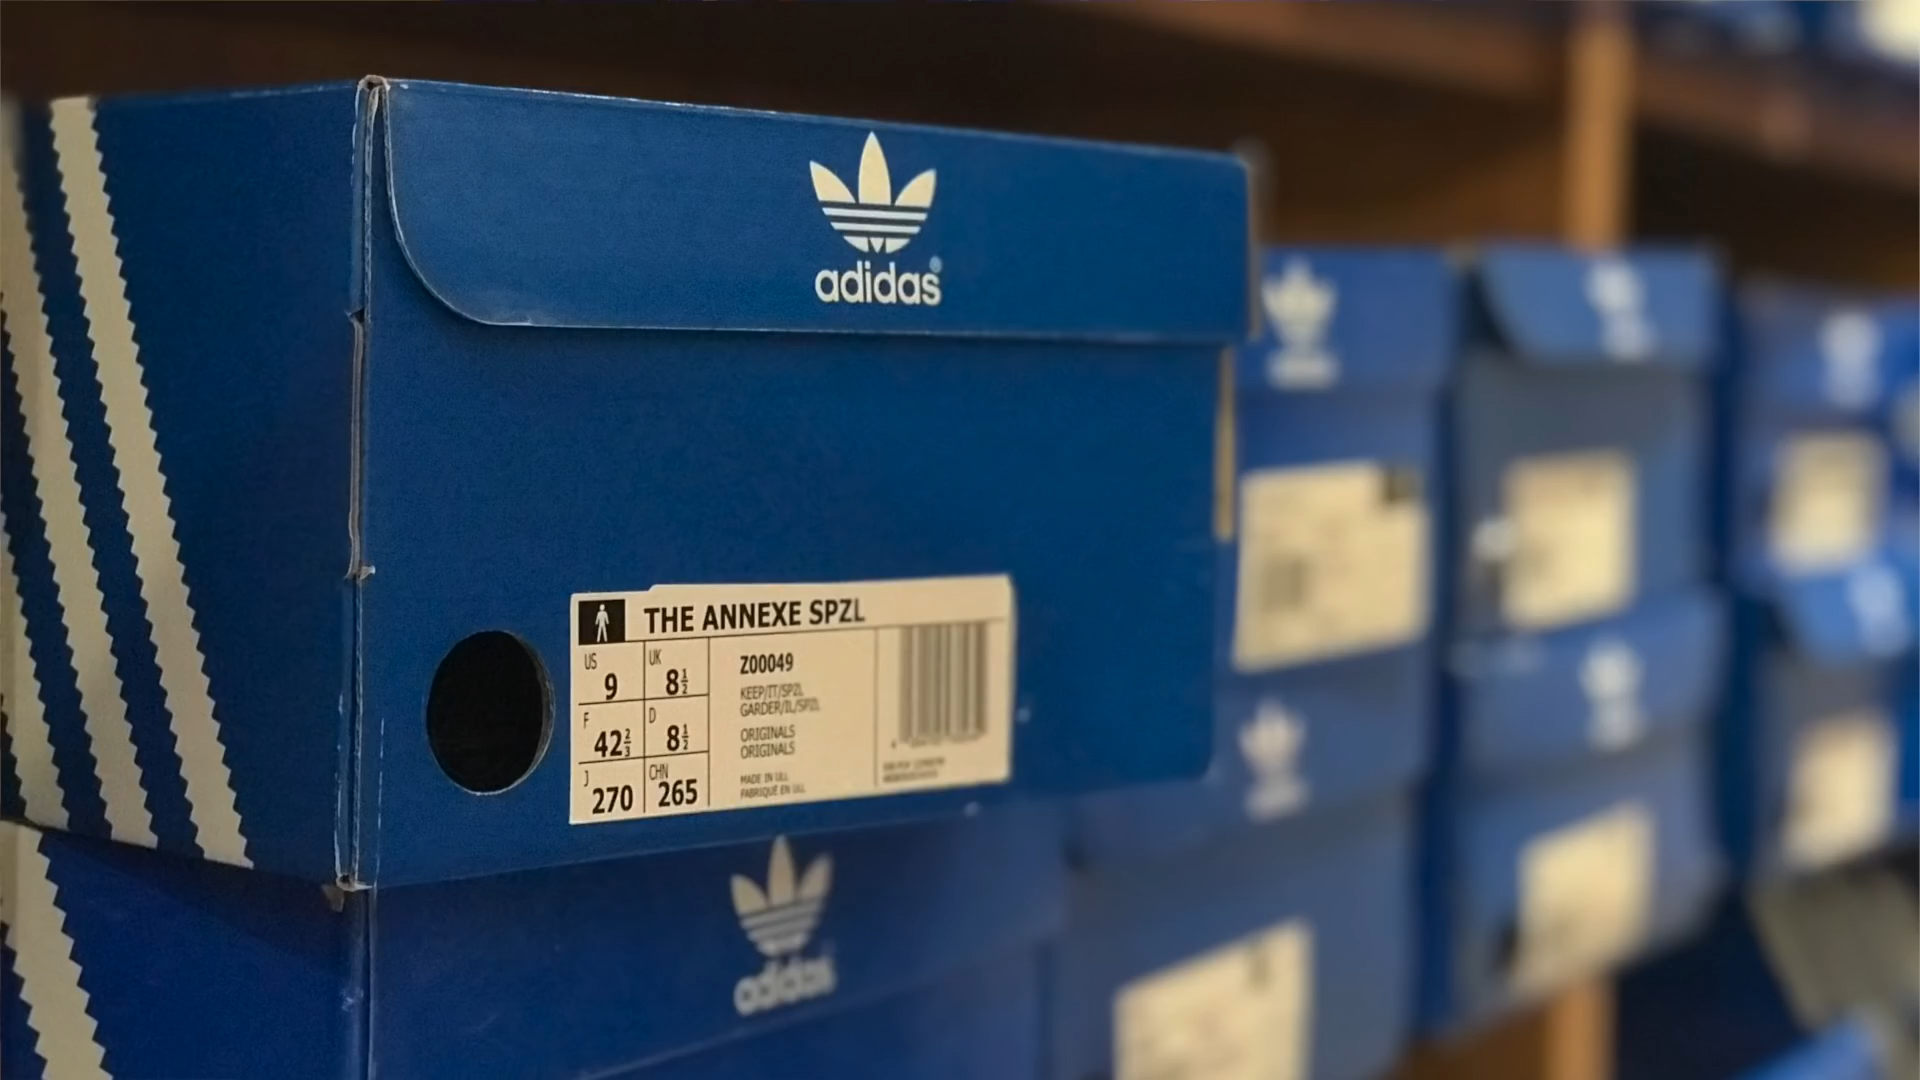 adidas®
THE ANNEXE SPZL
US
9
UK
8½
F
42⅔
D
8½
J
270
CHN
265
Z00049
KEEP/IT/SPZL
GARDER/IL/SPZL
ORIGINALS
ORIGINALS
MADE IN ULL
FABRIQUÉ EN ULL
adidas